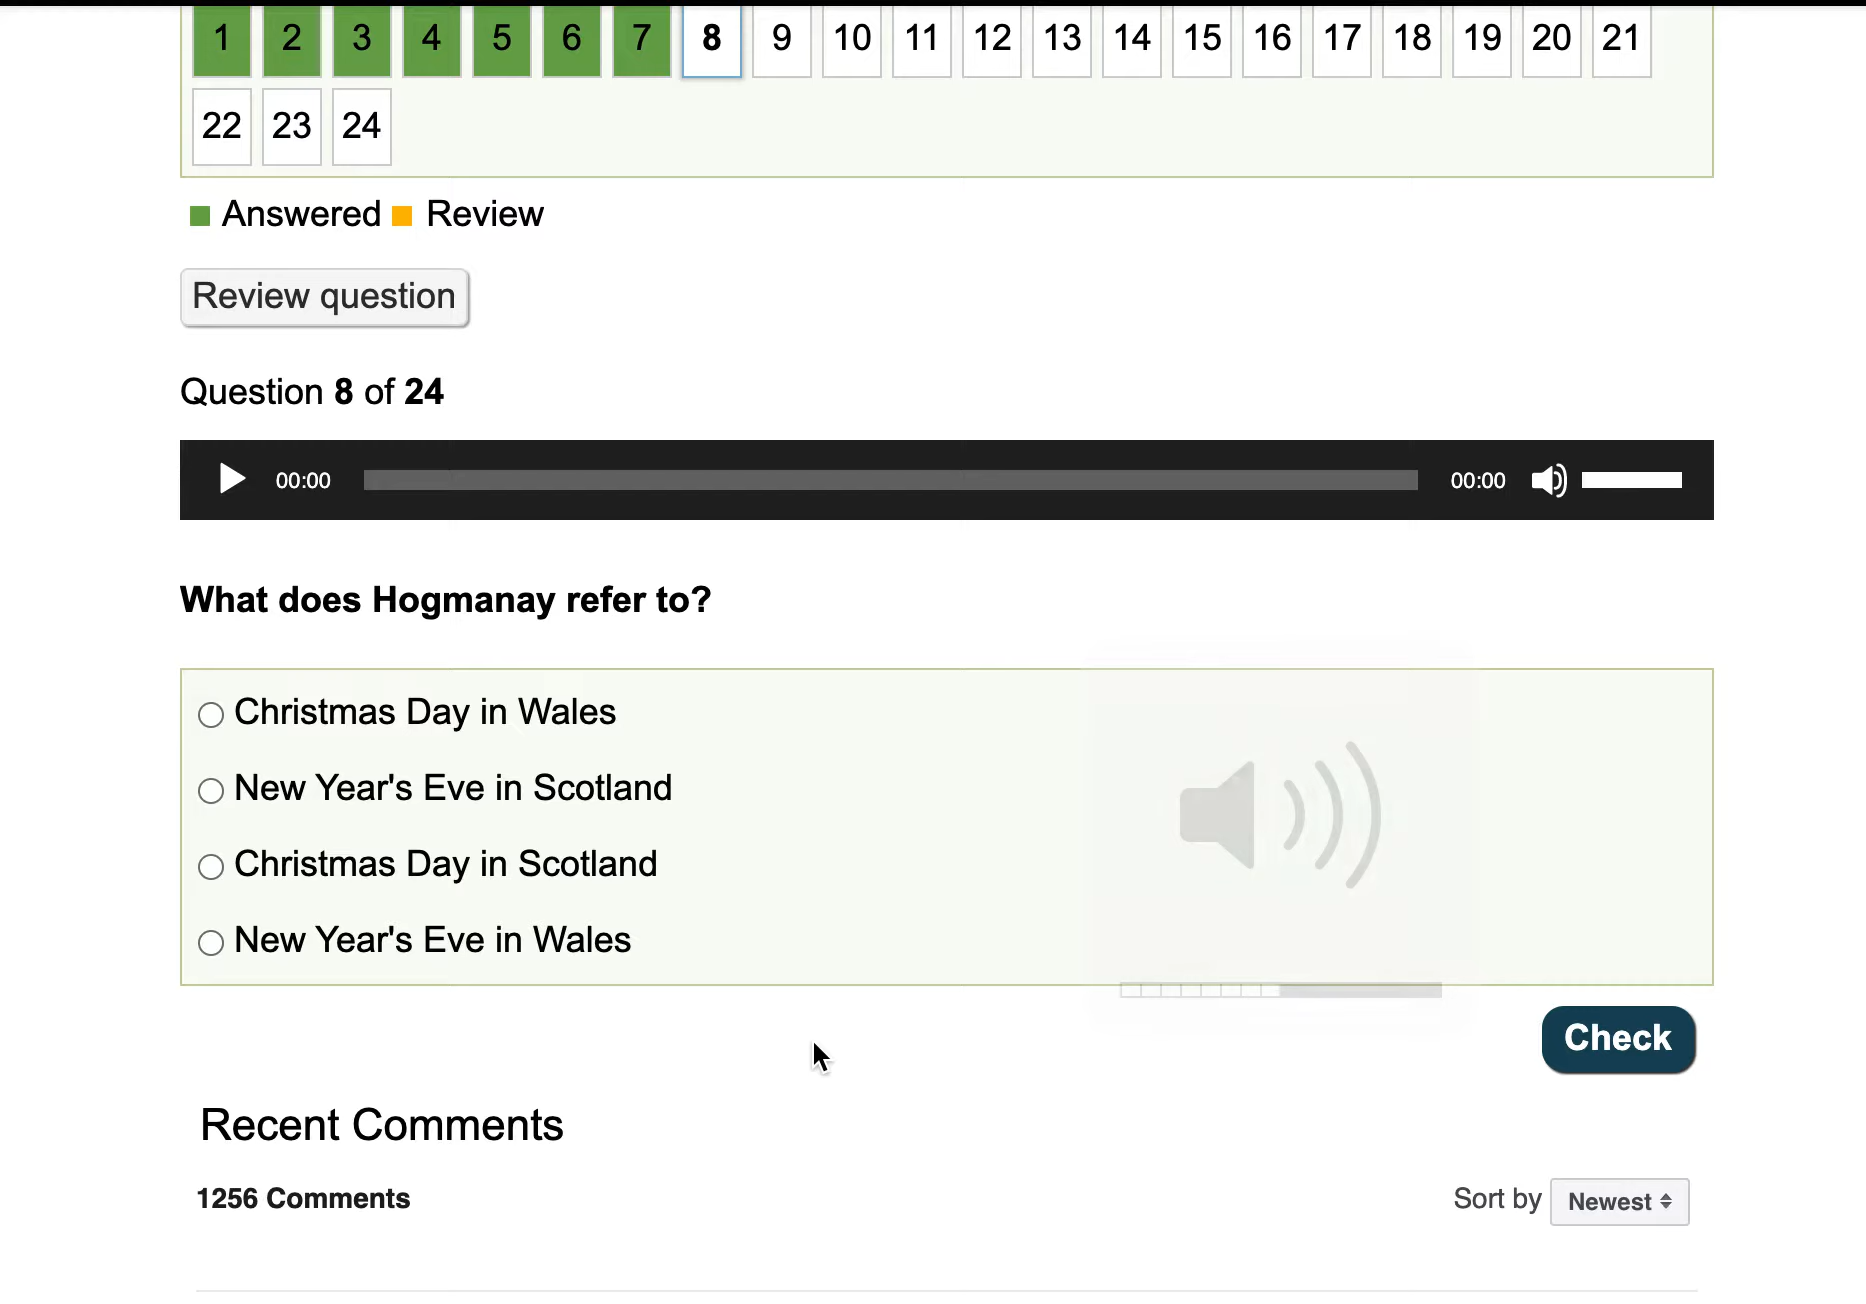 1 2 3 4 5 6 7 8 9 10 11 12 13 14 15 16 17 18 19 20 21
22 23 24
Answered Review
Review question
Question 8 of 24
00:00 00:00
What does Hogmanay refer to?
Christmas Day in Wales
New Year's Eve in Scotland
Christmas Day in Scotland
New Year's Eve in Wales
Check
Recent Comments
1256 Comments Sort by Newest